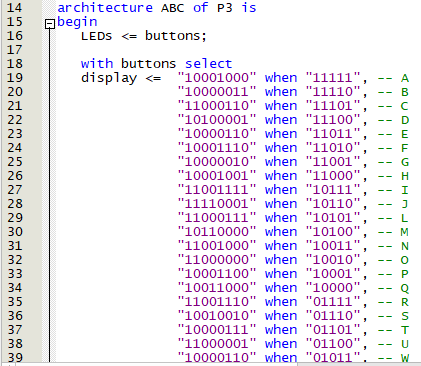 14 architecture ABC of P3 is
15 begin
16 LEDs <= buttons;
17
18 with buttons select
19 display <= "10001000" when "11111", -- A
20 "10000011" when "11110", -- B
21 "11000110" when "11101", -- C
22 "10100001" when "11100", -- D
23 "10000110" when "11011", -- E
24 "10001110" when "11010", -- F
25 "10000010" when "11001", -- G
26 "10001001" when "11000", -- H
27 "11001111" when "10111", -- I
28 "11110001" when "10110", -- J
29 "11000111" when "10101", -- L
30 "10110000" when "10100", -- M
31 "11001000" when "10011", -- N
32 "11000000" when "10010", -- O
33 "10001100" when "10001", -- P
34 "10011000" when "10000", -- Q
35 "11001110" when "01111", -- R
36 "10010010" when "01110", -- S
37 "10000111" when "01101", -- T
38 "11000001" when "01100", -- U
39 "10000110" when "01011", -- W